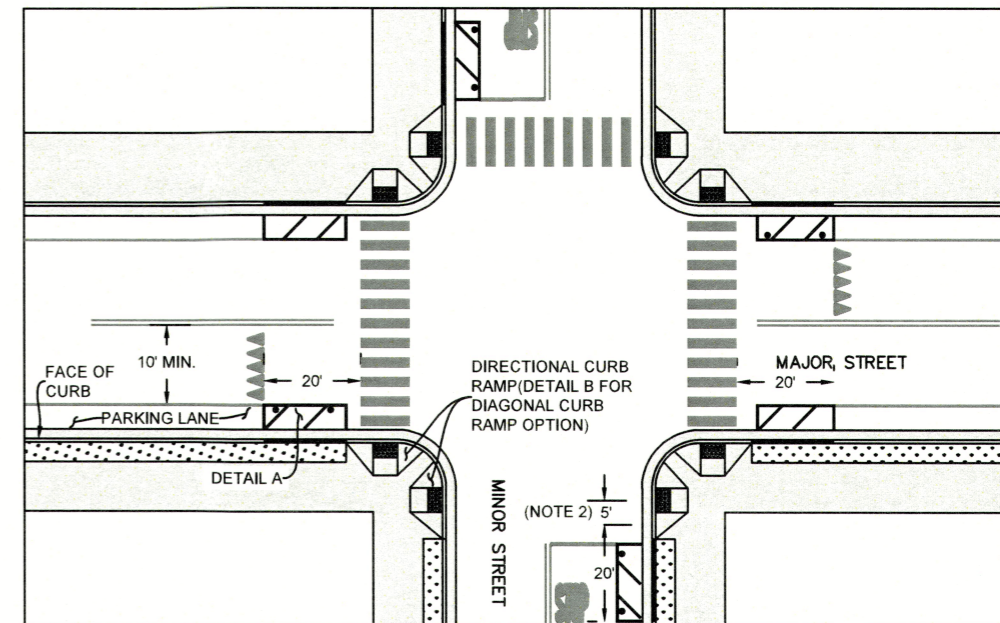 10' MIN.
FACE OF
CURB
20'
PARKING LANE
DETAIL A
DIRECTIONAL CURB
RAMP(DETAIL B FOR
DIAGONAL CURB
RAMP OPTION)
MAJOR, STREET
20'
MINOR STREET
(NOTE 2) 5'
20'